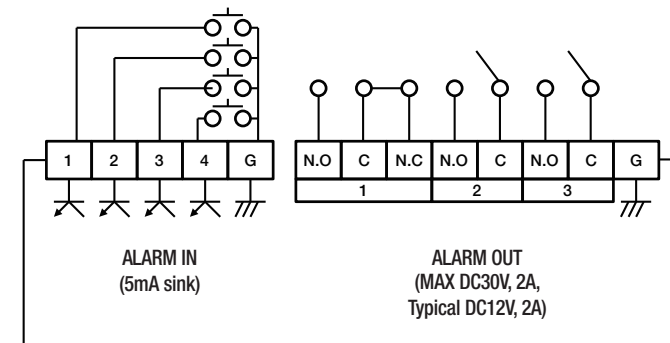 1 2 3 4 G
N.O C N.C N.O C N.O C G
1 2 3
ALARM IN
(5mA sink)
ALARM OUT
(MAX DC30V, 2A,
Typical DC12V, 2A)